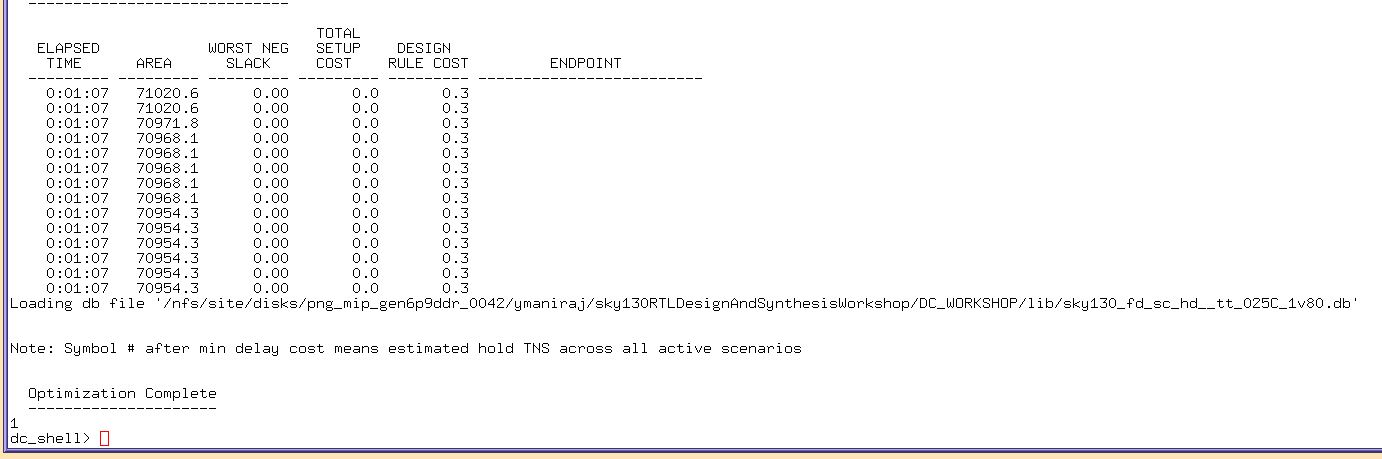 -----------------------------
TOTAL
ELAPSED WORST NEG SETUP DESIGN
TIME AREA SLACK COST RULE COST ENDPOINT
--------- --------- --------- --------- --------- -------------------------
0:01:07 71020.6 0.00 0.0 0.3
0:01:07 71020.6 0.00 0.0 0.3
0:01:07 70971.8 0.00 0.0 0.3
0:01:07 70968.1 0.00 0.0 0.3
0:01:07 70968.1 0.00 0.0 0.3
0:01:07 70968.1 0.00 0.0 0.3
0:01:07 70968.1 0.00 0.0 0.3
0:01:07 70968.1 0.00 0.0 0.3
0:01:07 70954.3 0.00 0.0 0.3
0:01:07 70954.3 0.00 0.0 0.3
0:01:07 70954.3 0.00 0.0 0.3
0:01:07 70954.3 0.00 0.0 0.3
0:01:07 70954.3 0.00 0.0 0.3
0:01:07 70954.3 0.00 0.0 0.3
Loading db file '/nfs/site/disks/png_mip_gen6p9ddr_0042/ymaniraj/sky130RTLDesignAndSynthesisWorkshop/DC_WORKSHOP/lib/sky130_fd_sc_hd__tt_025C_1v80.db'
Note: Symbol # after min delay cost means estimated hold TNS across all active scenarios
Optimization Complete
---------------------
1
dc_shell>